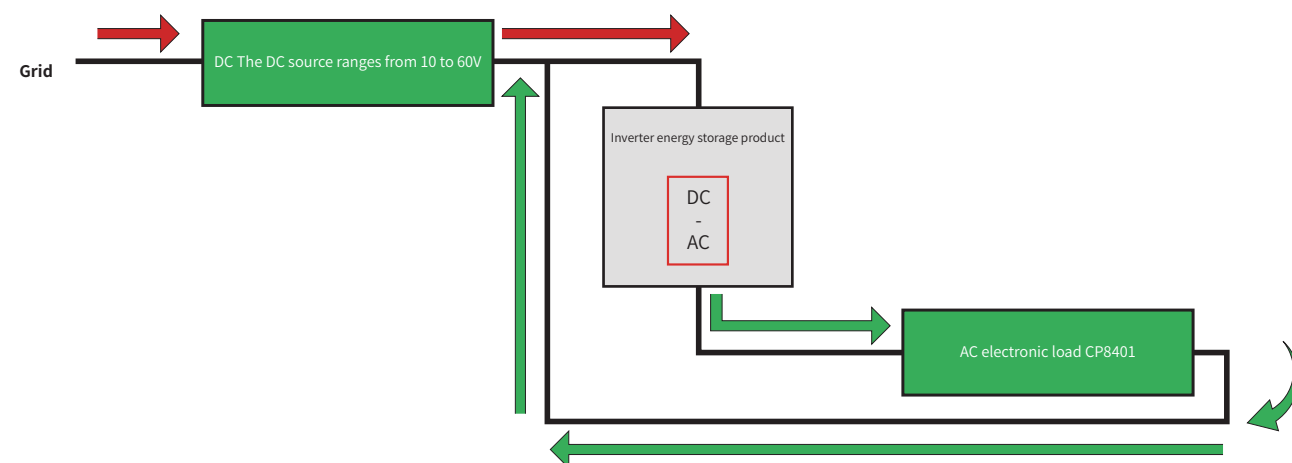 Grid
DC The DC source ranges from 10 to 60V
Inverter energy storage product
DC
-
AC
AC electronic load CP8401